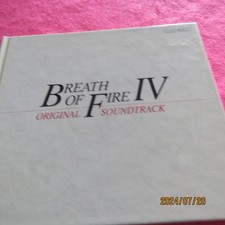 BREATH
OF FIRE IV
ORIGINAL SOUNDTRACK
2024/07/20